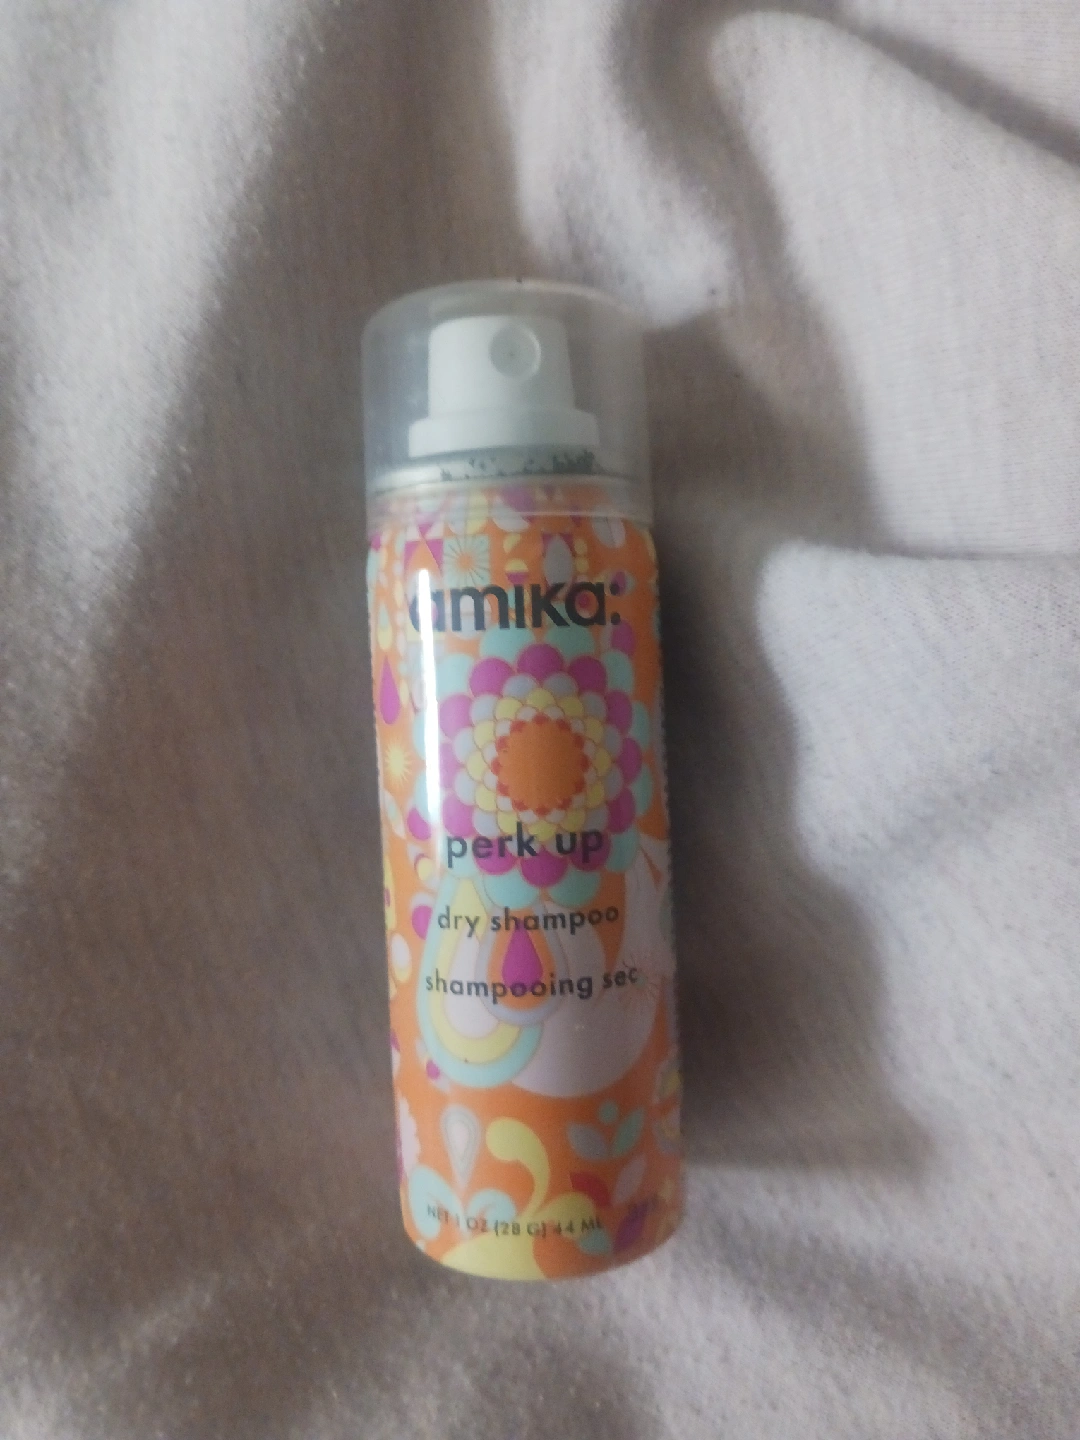 amika:
perk up
dry shampoo
shampooing sec
NET 1 OZ (28 G) 44 ML